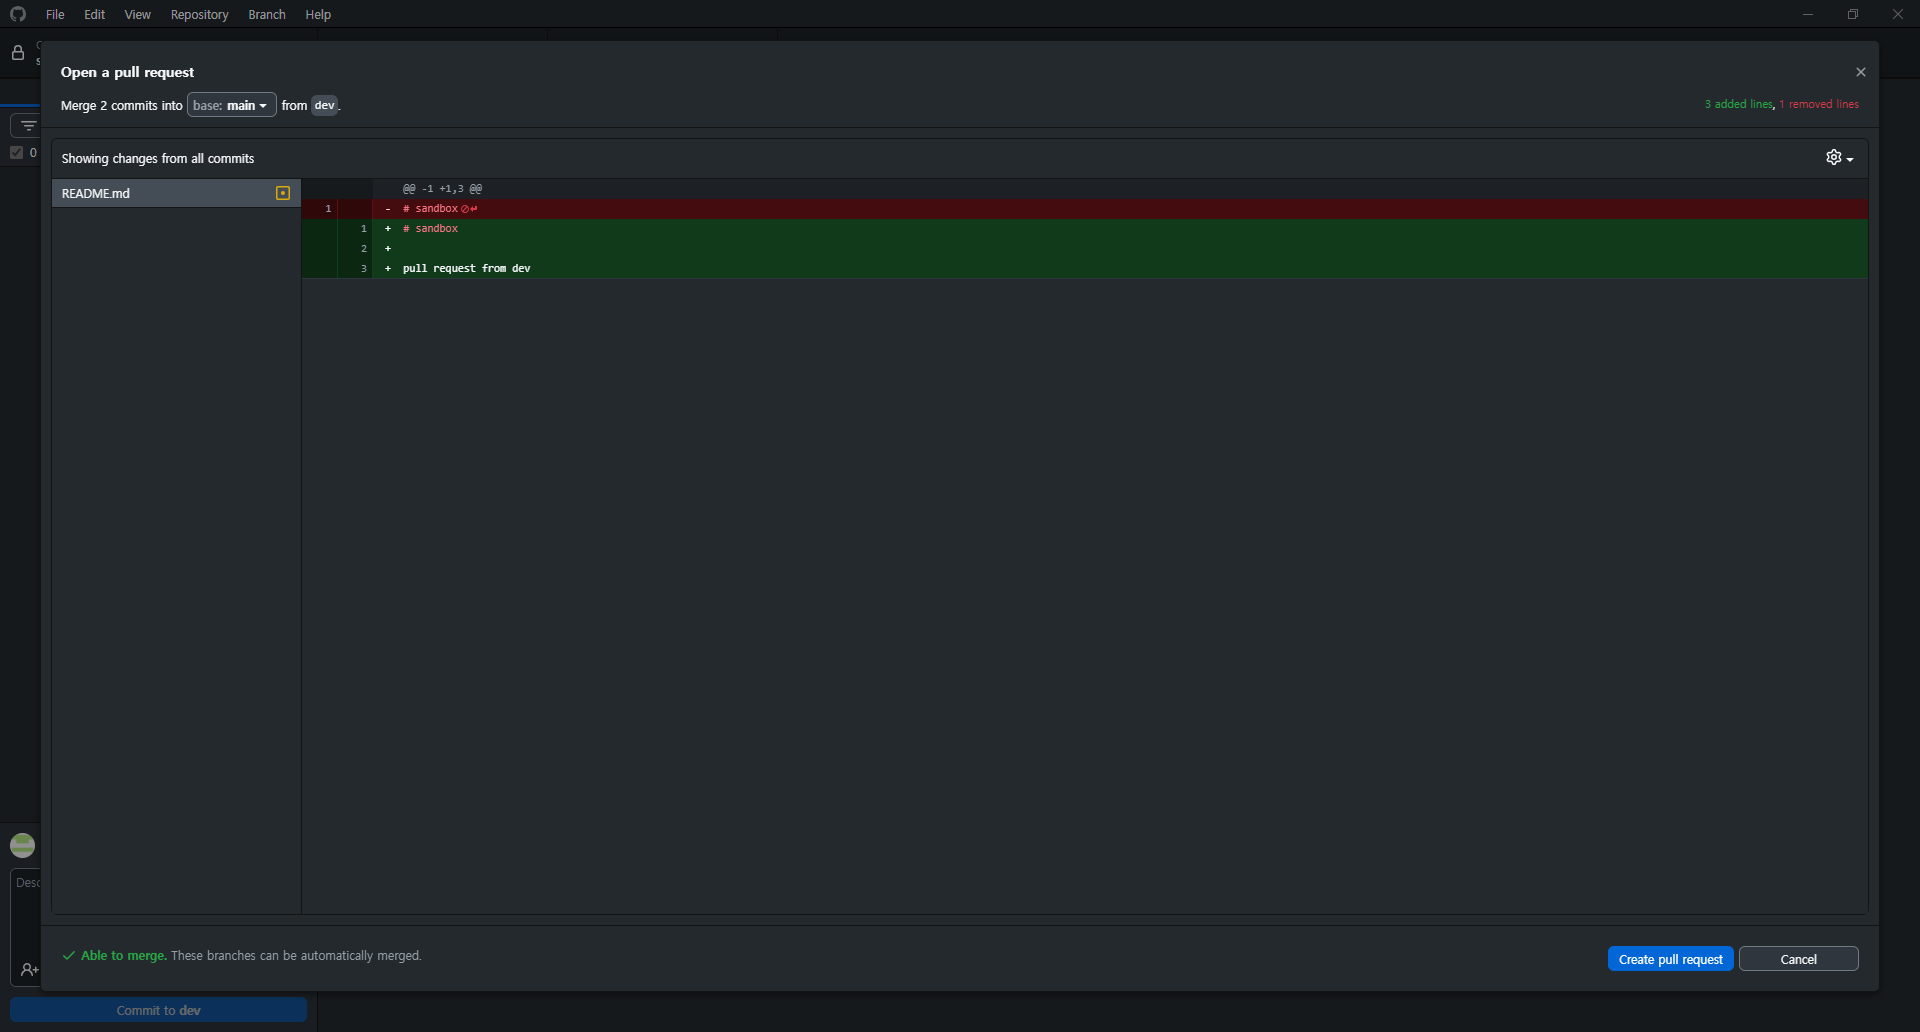 File Edit View Repository Branch Help
Open a pull request
Merge 2 commits into base: main from dev.
3 added lines, 1 removed lines
0
Showing changes from all commits
README.md
@@ -1 +1,3 @@
1 - # sandbox
1 + # sandbox
2 +
3 + pull request from dev
Desc
Able to merge. These branches can be automatically merged.
Create pull request Cancel
Commit to dev